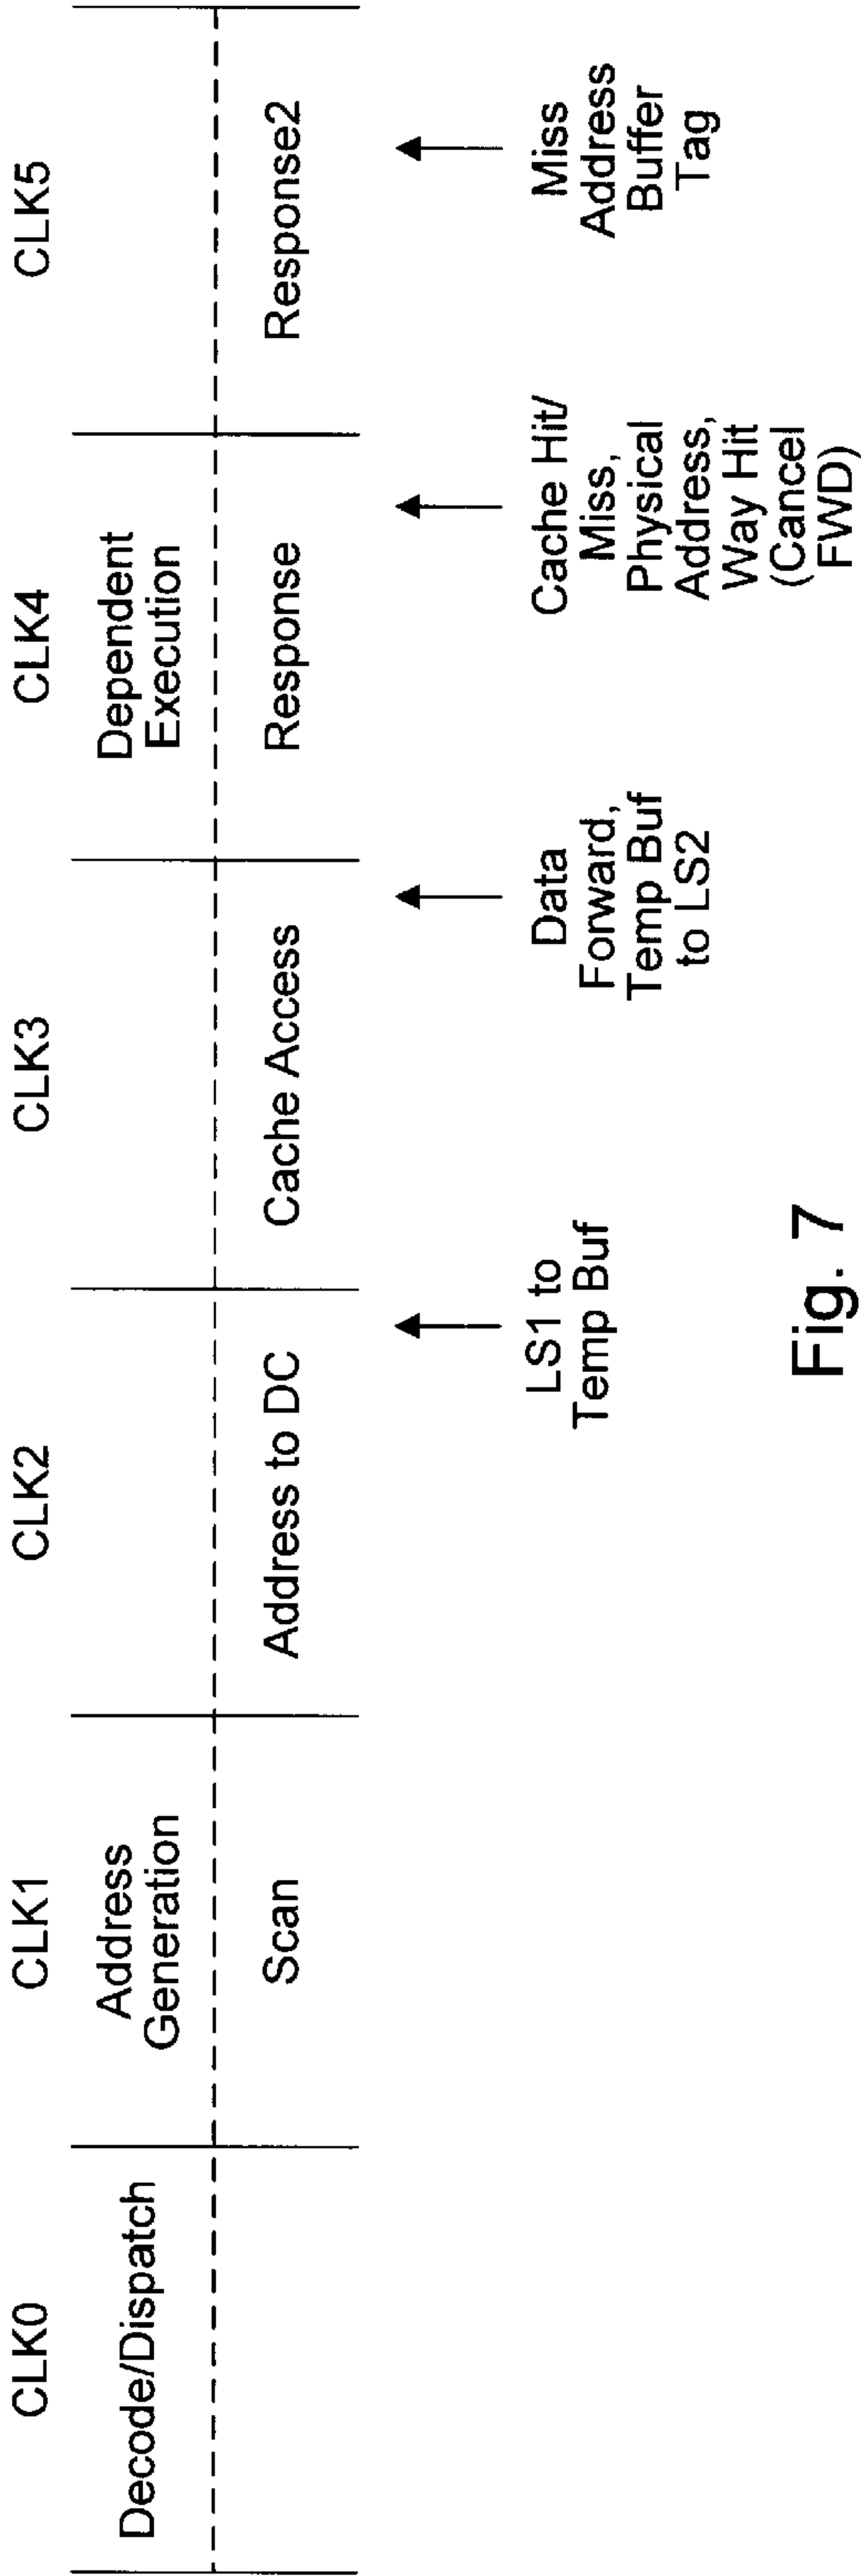 CLK0
CLK1
CLK2
CLK3
CLK4
CLK5
Decode/Dispatch
Address
Generation
Dependent
Execution
Scan
Address to DC
Cache Access
Response
Response2
LS1 to
Temp Buf
Data
Forward,
Temp Buf
to LS2
Cache Hit/
Miss,
Physical
Address,
Way Hit
(Cancel
FWD)
Miss
Address
Buffer
Tag
Fig. 7